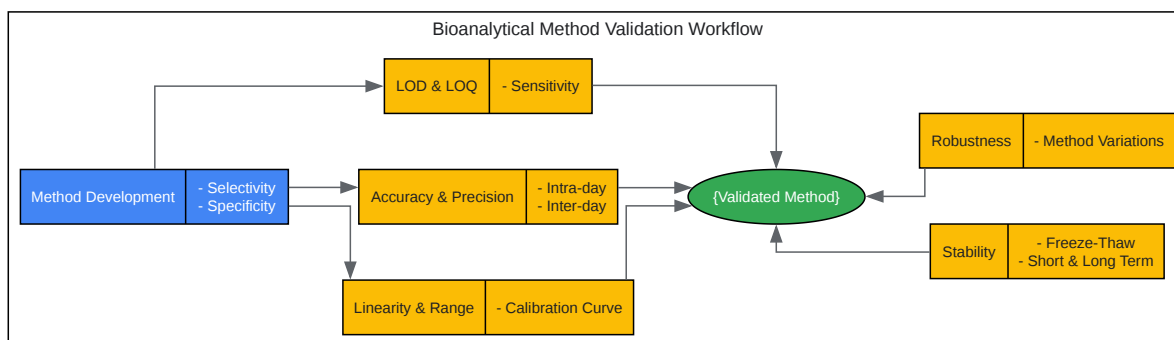 Bioanalytical Method Validation Workflow
LOD & LOQ
- Sensitivity
Robustness
- Method Variations
Method Development
- Selectivity
- Specificity
Accuracy & Precision
- Intra-day
- Inter-day
{Validated Method}
Stability
- Freeze-Thaw
- Short & Long Term
Linearity & Range
- Calibration Curve